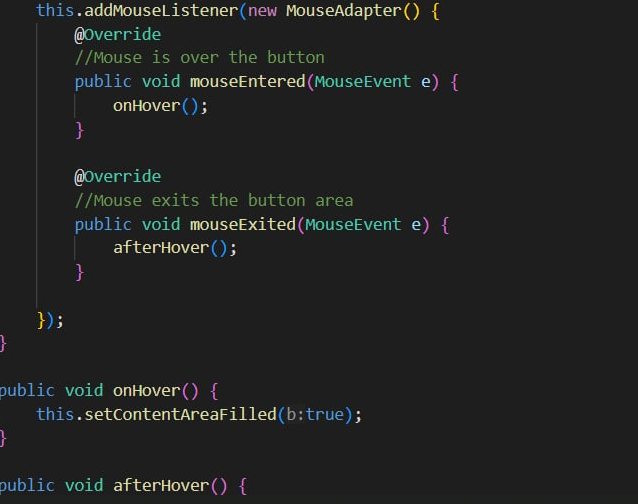 this.addMouseListener(new MouseAdapter() {
@Override
//Mouse is over the button
public void mouseEntered(MouseEvent e) {
onHover();
}
@Override
//Mouse exits the button area
public void mouseExited(MouseEvent e) {
afterHover();
}
});
}
public void onHover() {
this.setContentAreaFilled(b:true);
}
public void afterHover() {